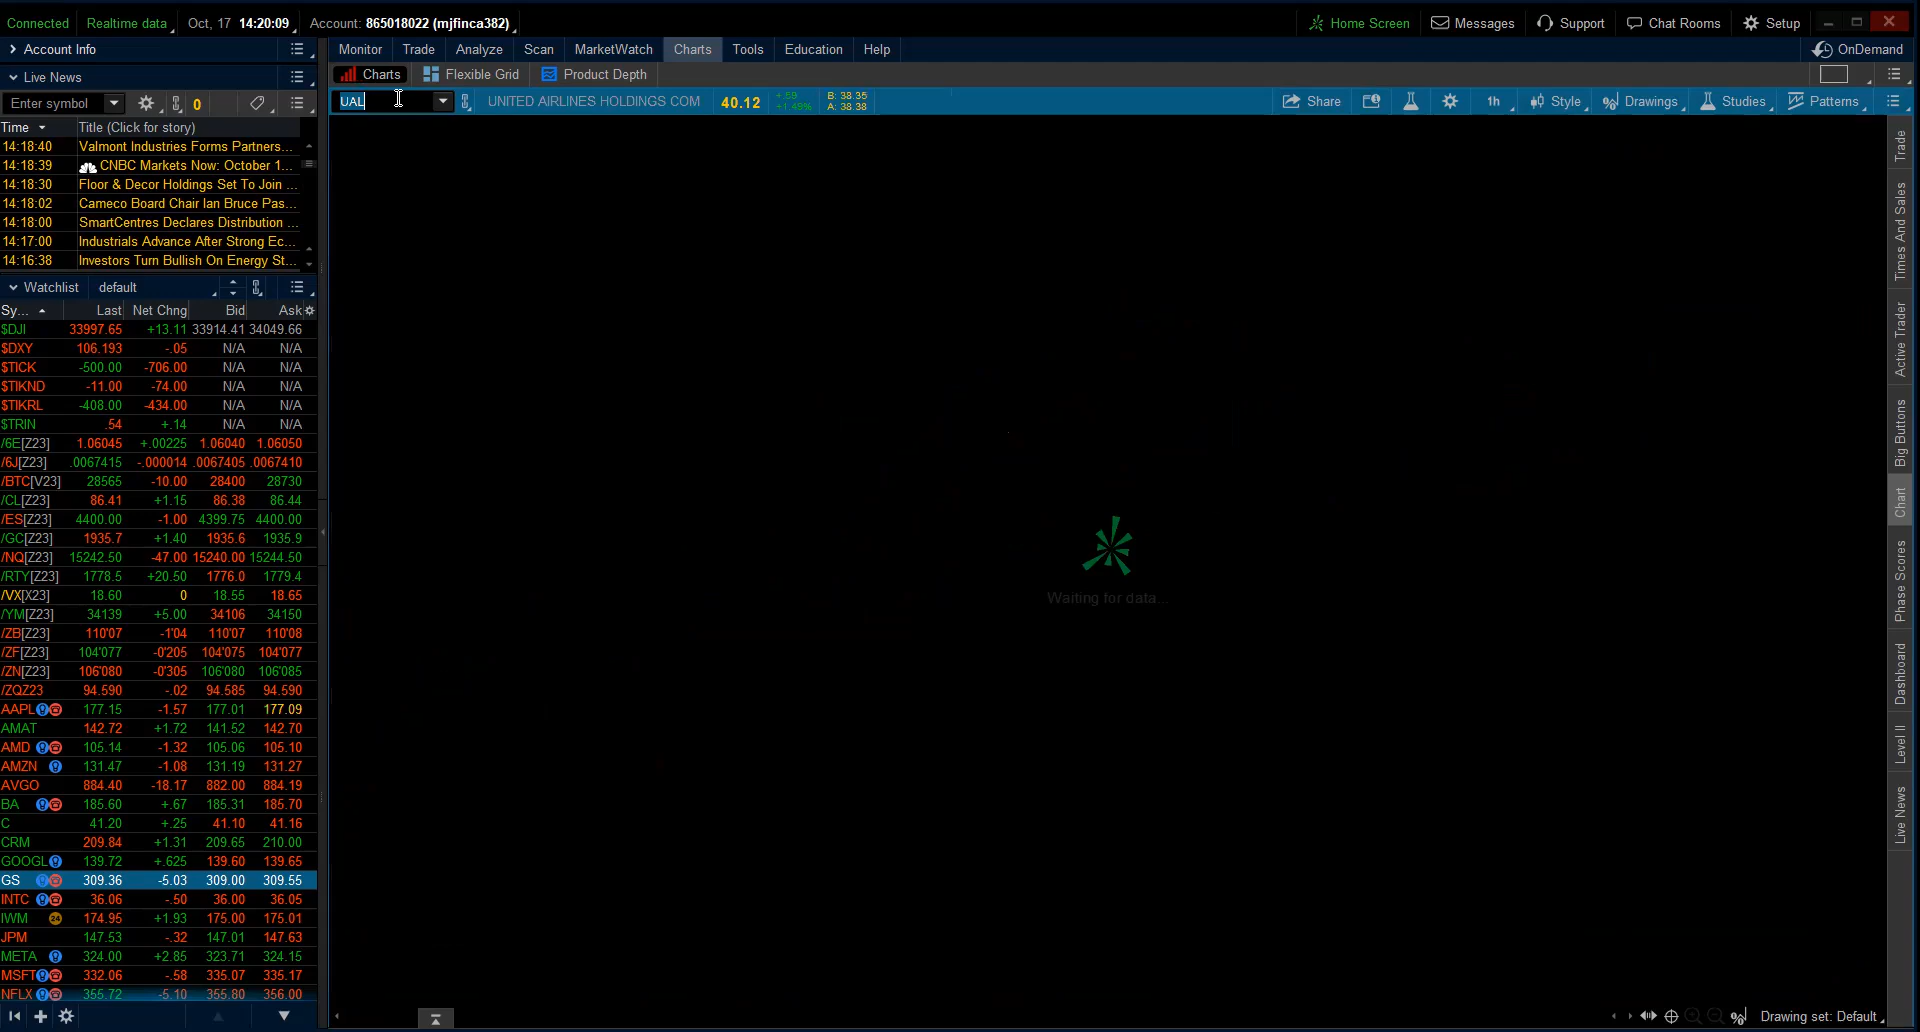 Connected Realtime data Oct, 17 14:20:09 Account: 865018022 (mjfinca382) Home Screen Messages Support Chat Rooms Setup
Account Info Monitor Trade Analyze Scan MarketWatch Charts Tools Education Help OnDemand
Live News Charts Flexible Grid Product Depth
Enter symbol 0 UAL UNITED AIRLINES HOLDINGS COM 40.12 +.59 +1.49% B: 38.35 A: 38.38 Share 1h Style Drawings Studies Patterns
Time Title (Click for story)
14:18:40 Valmont Industries Forms Partners...
14:18:39 CNBC Markets Now: October 1...
14:18:30 Floor & Decor Holdings Set To Join ...
14:18:02 Cameco Board Chair Ian Bruce Pas...
14:18:00 SmartCentres Declares Distribution ...
14:17:00 Industrials Advance After Strong Ec...
14:16:38 Investors Turn Bullish On Energy St...
Watchlist default
Sy... Last Net Chng Bid Ask
$DJI 33997.65 +13.11 33914.41 34049.66
$DXY 106.193 -.05 N/A N/A
$TICK -500.00 -706.00 N/A N/A
$TIKND -11.00 -74.00 N/A N/A
$TIKRL -408.00 -434.00 N/A N/A
$TRIN .54 +.14 N/A N/A
/6E[Z23] 1.06045 +.00225 1.06040 1.06050
/6J[Z23] .0067415 -.000014 .0067405 .0067410
/BTC[V23] 28565 -10.00 28400 28730
/CL[Z23] 86.41 +1.15 86.38 86.44
/ES[Z23] 4400.00 -1.00 4399.75 4400.00
/GC[Z23] 1935.7 +1.40 1935.6 1935.9
/NQ[Z23] 15242.50 -47.00 15240.00 15244.50
/RTY[Z23] 1778.5 +20.50 1776.0 1779.4
/VX[X23] 18.60 0 18.55 18.65
/YM[Z23] 34139 +5.00 34106 34150
/ZB[Z23] 110'07 -1'04 110'07 110'08
/ZF[Z23] 104'077 -0'205 104'075 104'077
/ZN[Z23] 106'080 -0'305 106'080 106'085
/ZQZ23 94.590 -.02 94.585 94.590
AAPL 177.15 -1.57 177.01 177.09
AMAT 142.72 +1.72 141.52 142.70
AMD 105.14 -1.32 105.06 105.10
AMZN 131.47 -1.08 131.19 131.27
AVGO 884.40 -18.17 882.00 884.19
BA 185.60 +.67 185.31 185.70
C 41.20 +.25 41.10 41.16
CRM 209.84 +1.31 209.65 210.00
GOOGL 139.72 +.625 139.60 139.65
GS 309.36 -5.03 309.00 309.55
INTC 36.06 -.50 36.00 36.05
IWM 24 174.95 +1.93 175.00 175.01
JPM 147.53 -.32 147.01 147.63
META 324.00 +2.85 323.71 324.15
MSFT 332.06 -.58 335.07 335.17
NFLX 355.72 -5.10 355.80 356.00
Waiting for data...
Trade
Times And Sales
Active Trader
Big Buttons
Chart
Phase Scores
Dashboard
Level II
Live News
Drawing set: Default